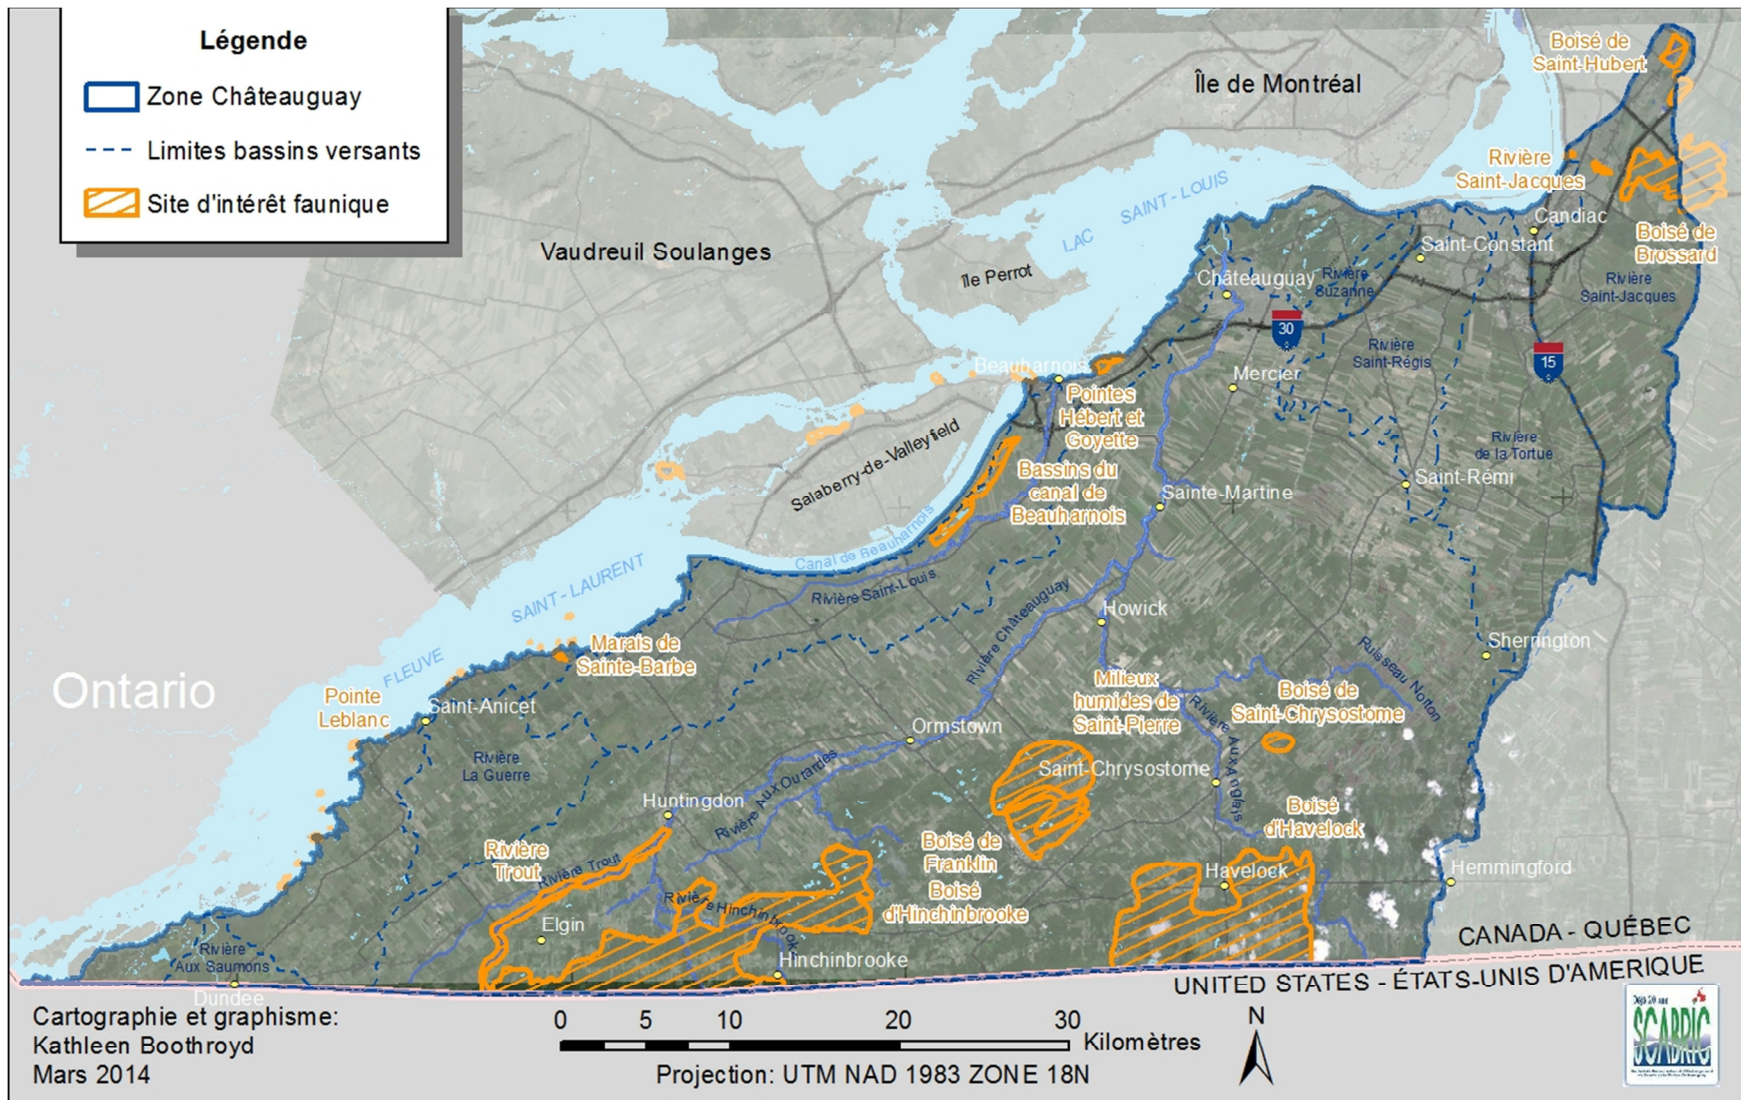 Légende
Zone Châteauguay
Limites bassins versants
Site d'intérêt faunique
Île de Montréal
Boisé de
Saint-Hubert
Rivière
Saint-Jacques
LAC SAINT-LOUIS
Candiac
Vaudreuil Soulanges
Saint-Constant
Boisé de
Brossard
île Perrot
Châteauguay
Rivière
Suzanne
Rivière
Saint-Jacques
30
Rivière
Saint-Régis
15
Beauharnois
Mercier
Pointes
Hébert et
Goyette
Salaberry-de-Valleyfield
Rivière
de la Tortue
Bassins du
canal de
Beauharnois
Saint-Rémi
Sainte-Martine
Canal de Beauharnois
FLEUVE SAINT-LAURENT
Rivière Saint-Louis
Rivière Châteauguay
Howick
Sherrington
Marais de
Sainte-Barbe
Ruisseau Norton
Ontario
Pointe
Leblanc
Saint-Anicet
Milieux
humides de
Saint-Pierre
Boisé de
Saint-Chrysostome
Rivière Aux Anglais
Ormstown
Rivière
La Guerre
Saint-Chrysostome
Rivière Aux Outardes
Huntingdon
Boisé
d'Havelock
Rivière
Trout
Rivière Trout
Boisé de
Franklin
Boisé
d'Hinchinbrooke
Havelock
Hemmingford
Rivière Hinchinbrook
Elgin
Rivière
Aux Saumons
Hinchinbrooke
Dundee
CANADA - QUÉBEC
UNITED STATES - ÉTATS-UNIS D'AMERIQUE
Cartographie et graphisme:
Kathleen Boothroyd
Mars 2014
0 5 10 20 30
Kilomètres
Projection: UTM NAD 1983 ZONE 18N
N
Déjà 20 ans
SCABRIC